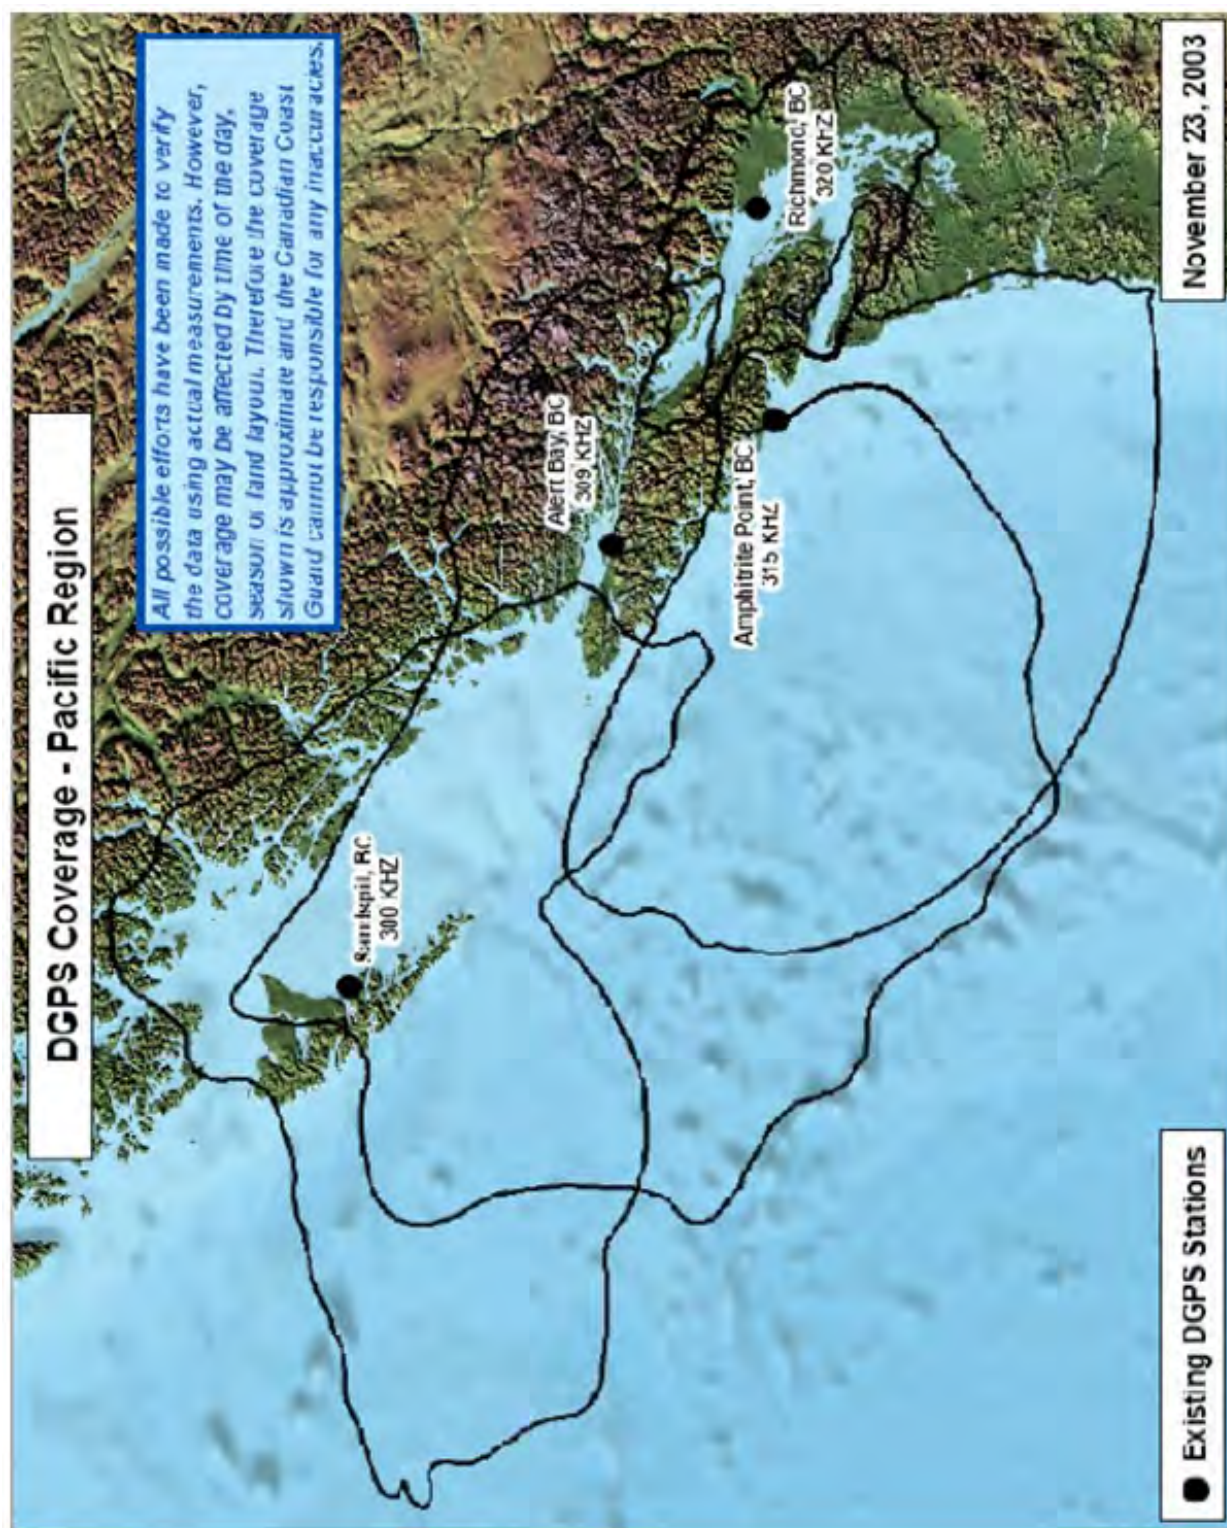 DGPS Coverage - Pacific Region
All possible efforts have been made to verify
the data using actual measurements. However,
coverage may be affected by time of the day,
season or land layout. Therefore the coverage
shown is approximate and the Canadian Coast
Guard cannot be responsible for any inaccuracies.
Sandspit, BC
300 KHZ
Alert Bay, BC
309 KHZ
Amphitrite Point, BC
315 KHZ
Richmond, BC
320 KHZ
Existing DGPS Stations
November 23, 2003